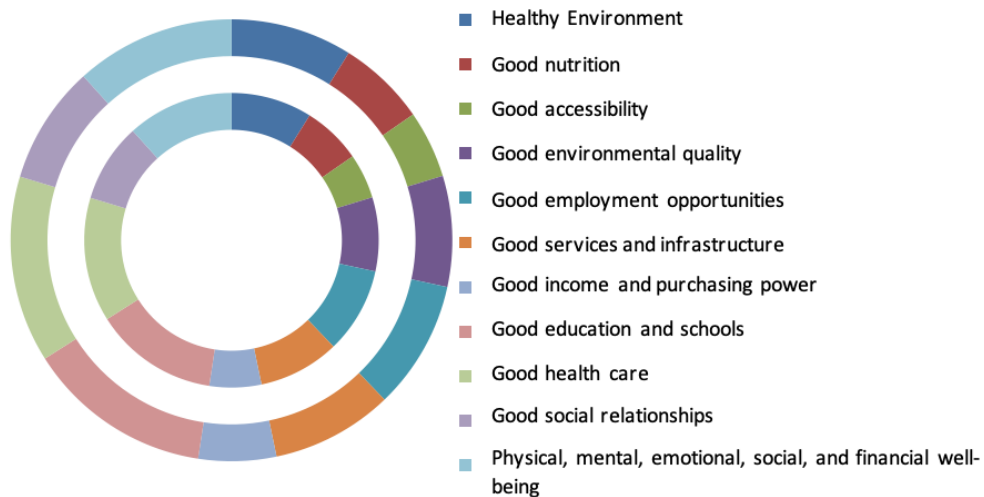 Healthy Environment
Good nutrition
Good accessibility
Good environmental quality
Good employment opportunities
Good services and infrastructure
Good income and purchasing power
Good education and schools
Good health care
Good social relationships
Physical, mental, emotional, social, and financial well-
being